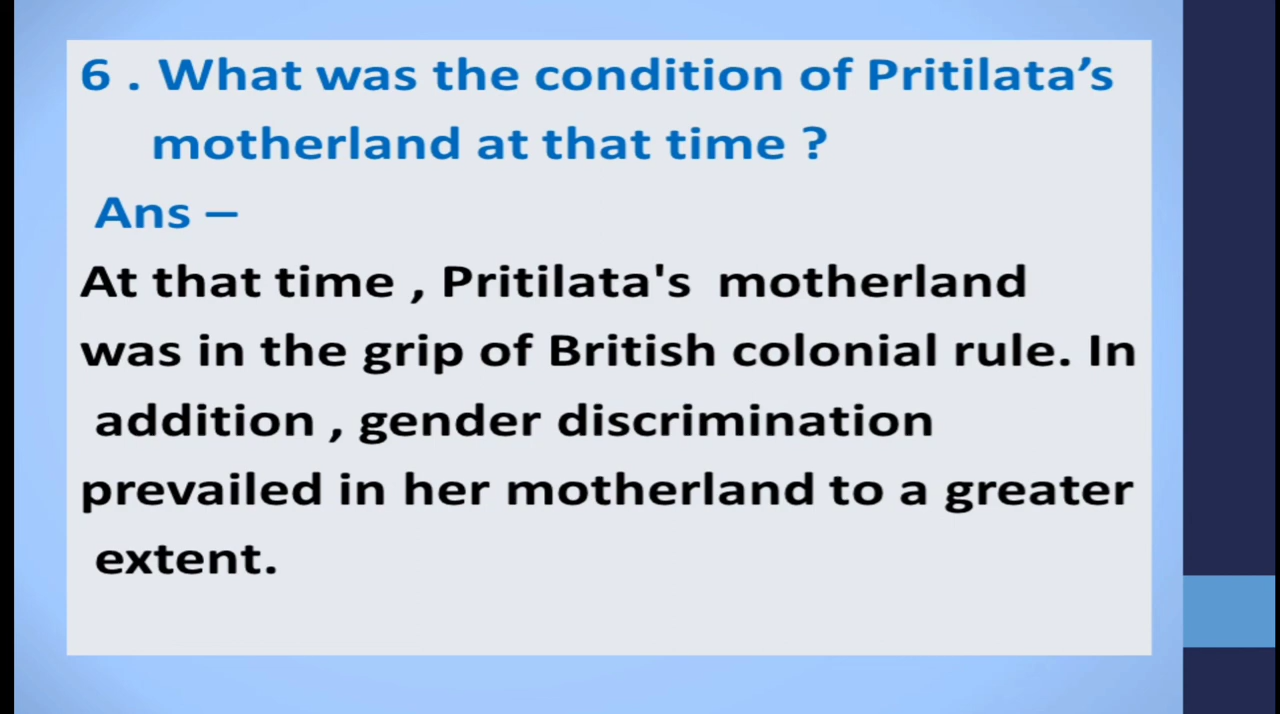 6 . What was the condition of Pritilata’s
motherland at that time ?
Ans –
At that time , Pritilata's motherland
was in the grip of British colonial rule. In
addition , gender discrimination
prevailed in her motherland to a greater
extent.